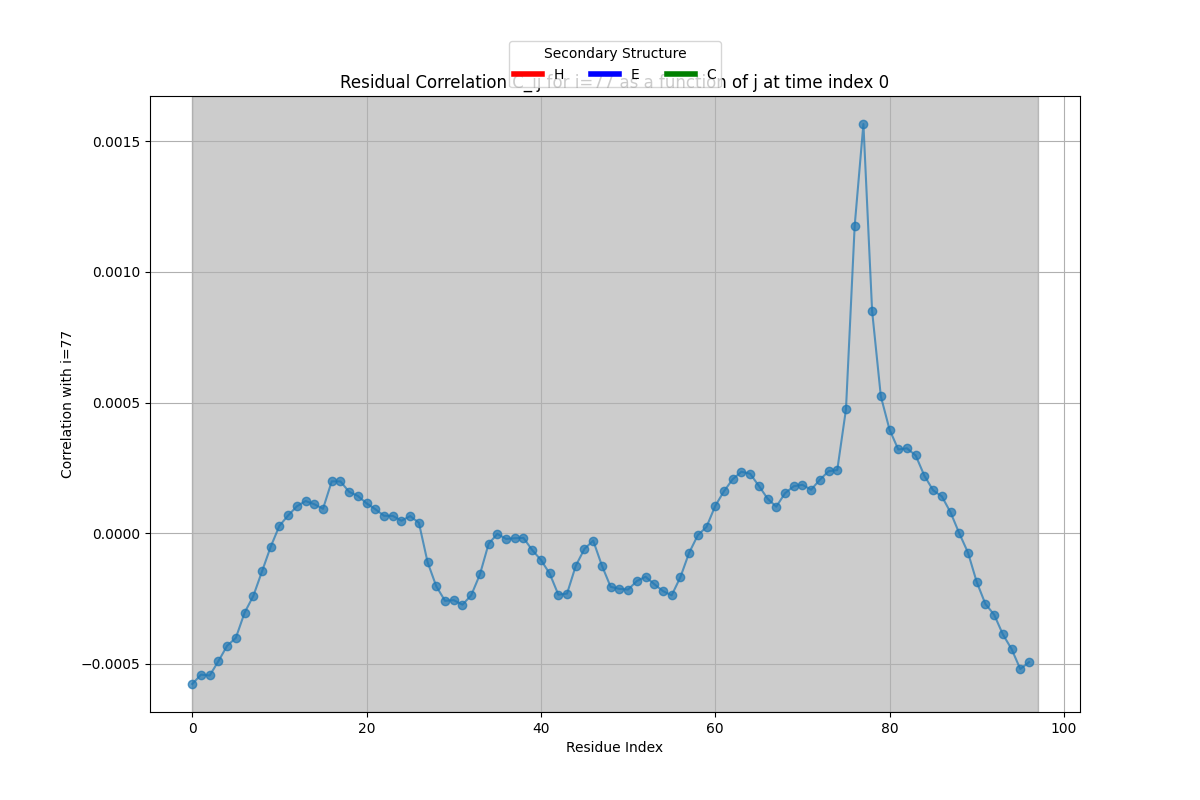 Secondary Structure
H E C
Residual Correlation C_ij for i=77 as a function of j at time index 0
0.0015
0.0010
0.0005
0.0000
−0.0005
Correlation with i=77
0 20 40 60 80 100
Residue Index